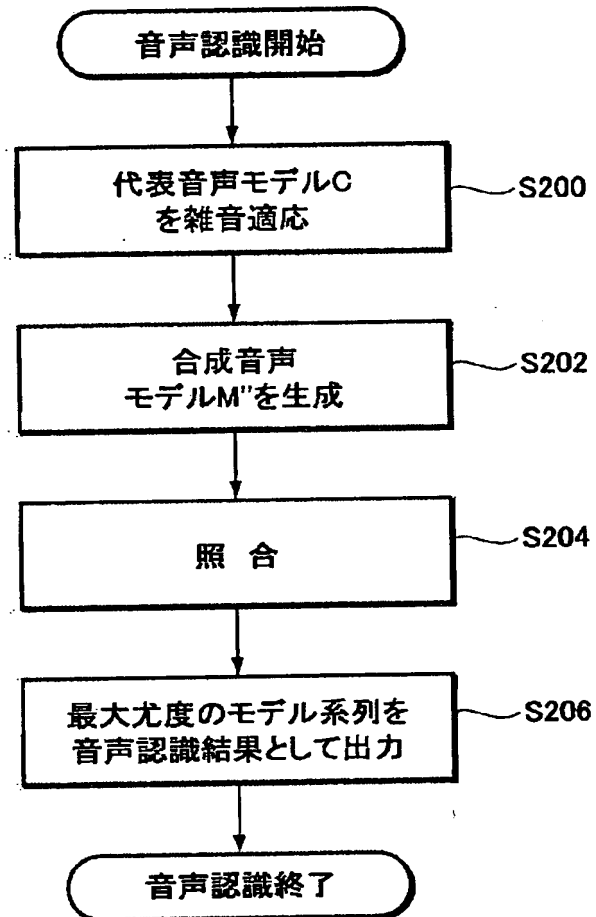 音声認識開始
代表音声モデルC
を雑音適応
S200
合成音声
モデルM"を生成
S202
照 合
S204
最大尤度のモデル系列を
音声認識結果として出力
S206
音声認識終了